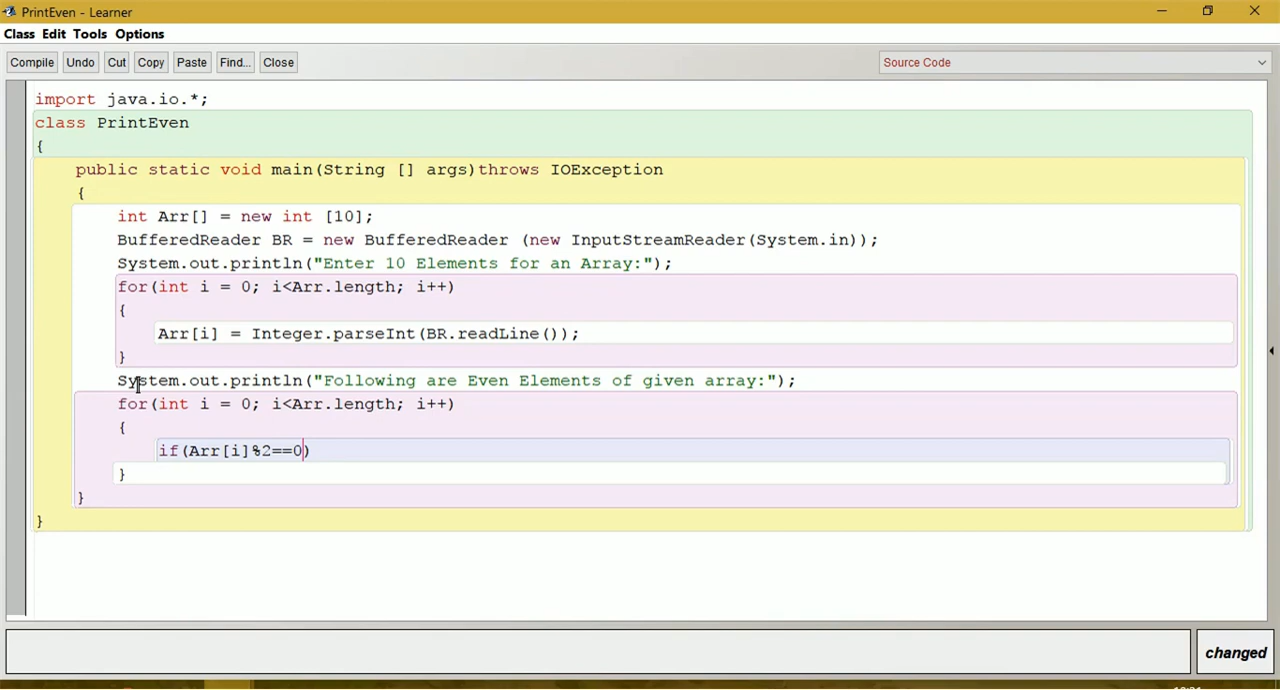 PrintEven - Learner
Class Edit Tools Options
Compile Undo Cut Copy Paste Find... Close Source Code
import java.io.*;
class PrintEven
{
public static void main(String [] args)throws IOException
{
int Arr[] = new int [10];
BufferedReader BR = new BufferedReader (new InputStreamReader(System.in));
System.out.println("Enter 10 Elements for an Array:");
for(int i = 0; i<Arr.length; i++)
{
Arr[i] = Integer.parseInt(BR.readLine());
}
System.out.println("Following are Even Elements of given array:");
for(int i = 0; i<Arr.length; i++)
{
if(Arr[i]%2==0)
}
}
}
changed